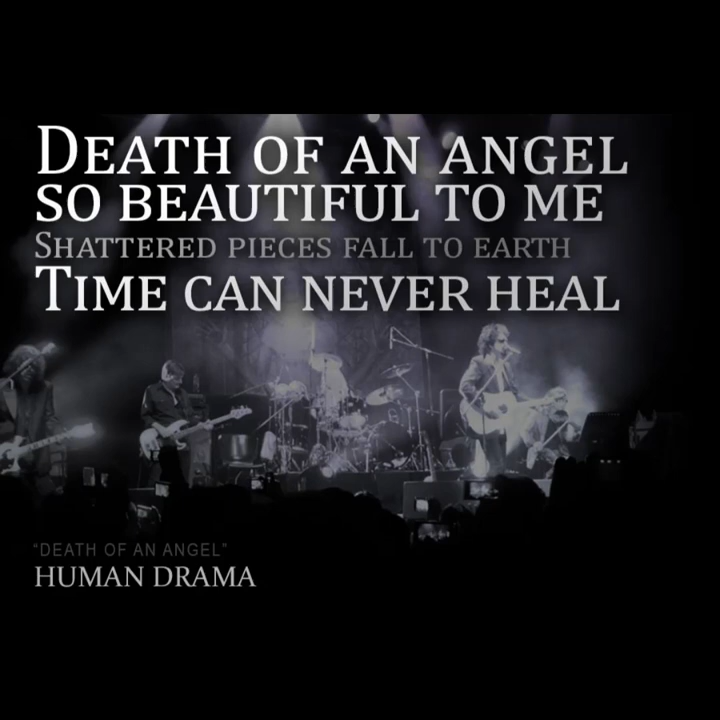 DEATH OF AN ANGEL
SO BEAUTIFUL TO ME
SHATTERED PIECES FALL TO EARTH
TIME CAN NEVER HEAL
“DEATH OF AN ANGEL”
HUMAN DRAMA